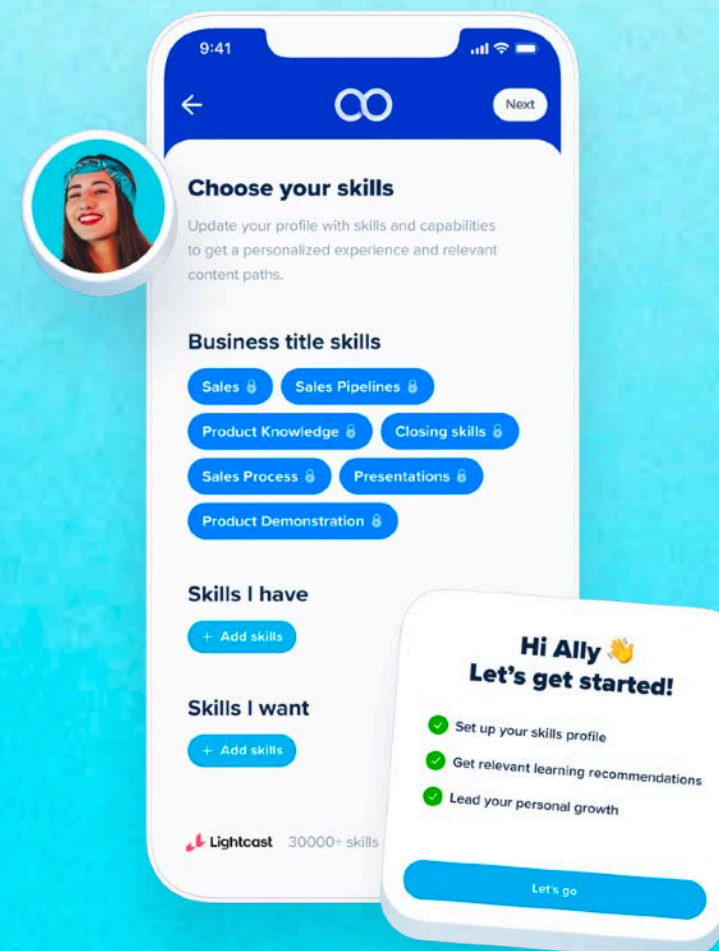 9:41
Next
Choose your skills
Update your profile with skills and capabilities
to get a personalized experience and relevant
content paths.
Business title skills
Sales
Sales Pipelines
Product Knowledge
Closing skills
Sales Process
Presentations
Product Demonstration
Skills I have
+ Add skills
Skills I want
+ Add skills
Lightcast 30000+ skills
Hi Ally 👋
Let's get started!
Set up your skills profile
Get relevant learning recommendations
Lead your personal growth
Let's go